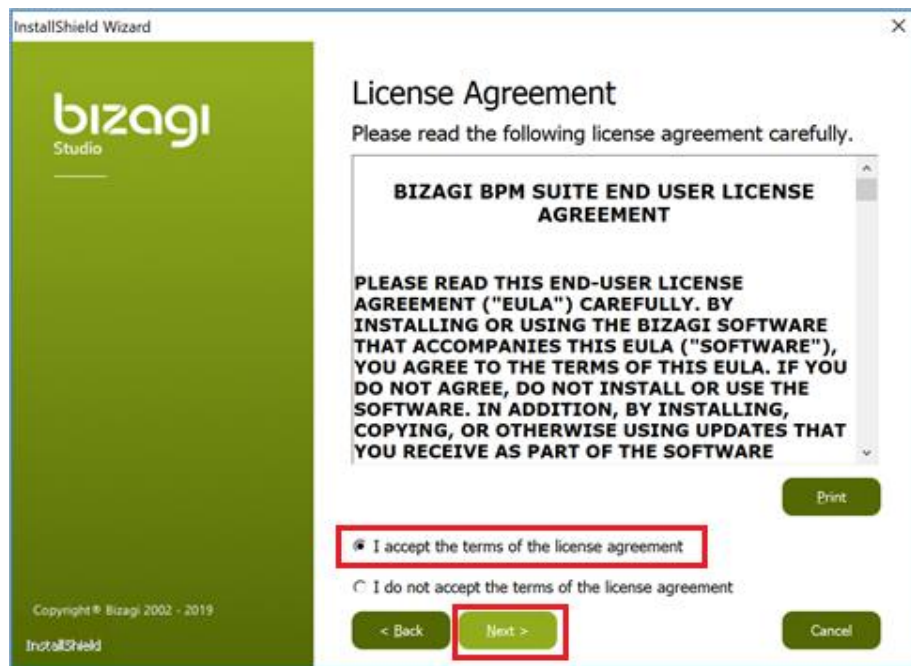 InstallShield Wizard
bizagi
Studio
License Agreement
Please read the following license agreement carefully.
BIZAGI BPM SUITE END USER LICENSE
AGREEMENT
PLEASE READ THIS END-USER LICENSE
AGREEMENT ("EULA") CAREFULLY. BY
INSTALLING OR USING THE BIZAGI SOFTWARE
THAT ACCOMPANIES THIS EULA ("SOFTWARE"),
YOU AGREE TO THE TERMS OF THIS EULA. IF YOU
DO NOT AGREE, DO NOT INSTALL OR USE THE
SOFTWARE. IN ADDITION, BY INSTALLING,
COPYING, OR OTHERWISE USING UPDATES THAT
YOU RECEIVE AS PART OF THE SOFTWARE
Print
I accept the terms of the license agreement
I do not accept the terms of the license agreement
Copyright® Bizagi 2002 - 2019
InstallShield
< Back
Next >
Cancel